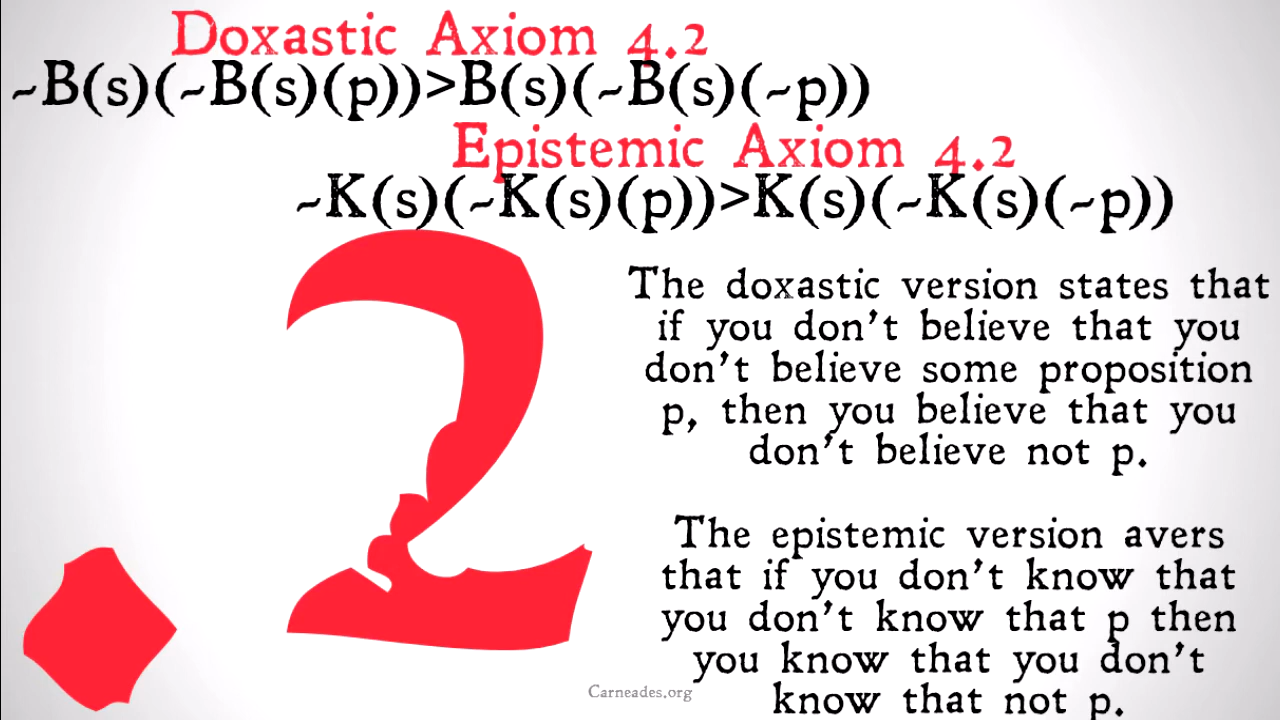 Doxastic Axiom 4.2
~B(s)(~B(s)(p))>B(s)(~B(s)(~p))
Epistemic Axiom 4.2
~K(s)(~K(s)(p))>K(s)(~K(s)(~p))
.2
The doxastic version states that
if you don't believe that you
don't believe some proposition
p, then you believe that you
don't believe not p.
The epistemic version avers
that if you don't know that
you don't know that p then
you know that you don't
know that not p.
Carneades.org